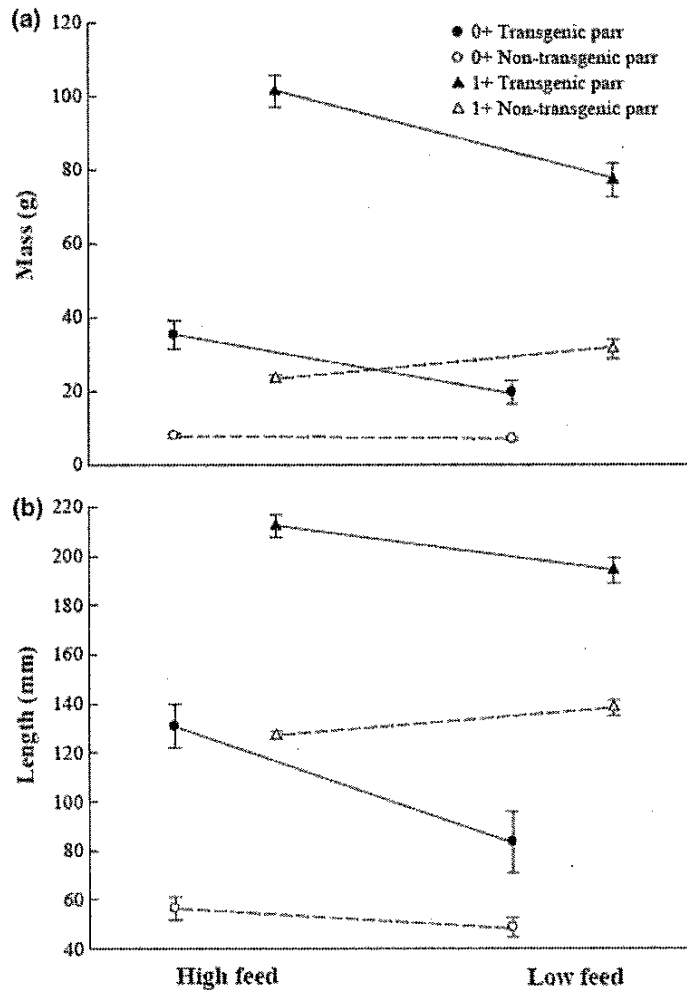 (a)
120
100
80
60
40
20
0
Mass (g)
0+ Transgenic parr
0+ Non-transgenic parr
1+ Transgenic parr
1+ Non-transgenic parr
(b)
220
200
180
160
140
120
100
80
60
40
Length (mm)
High feed
Low feed